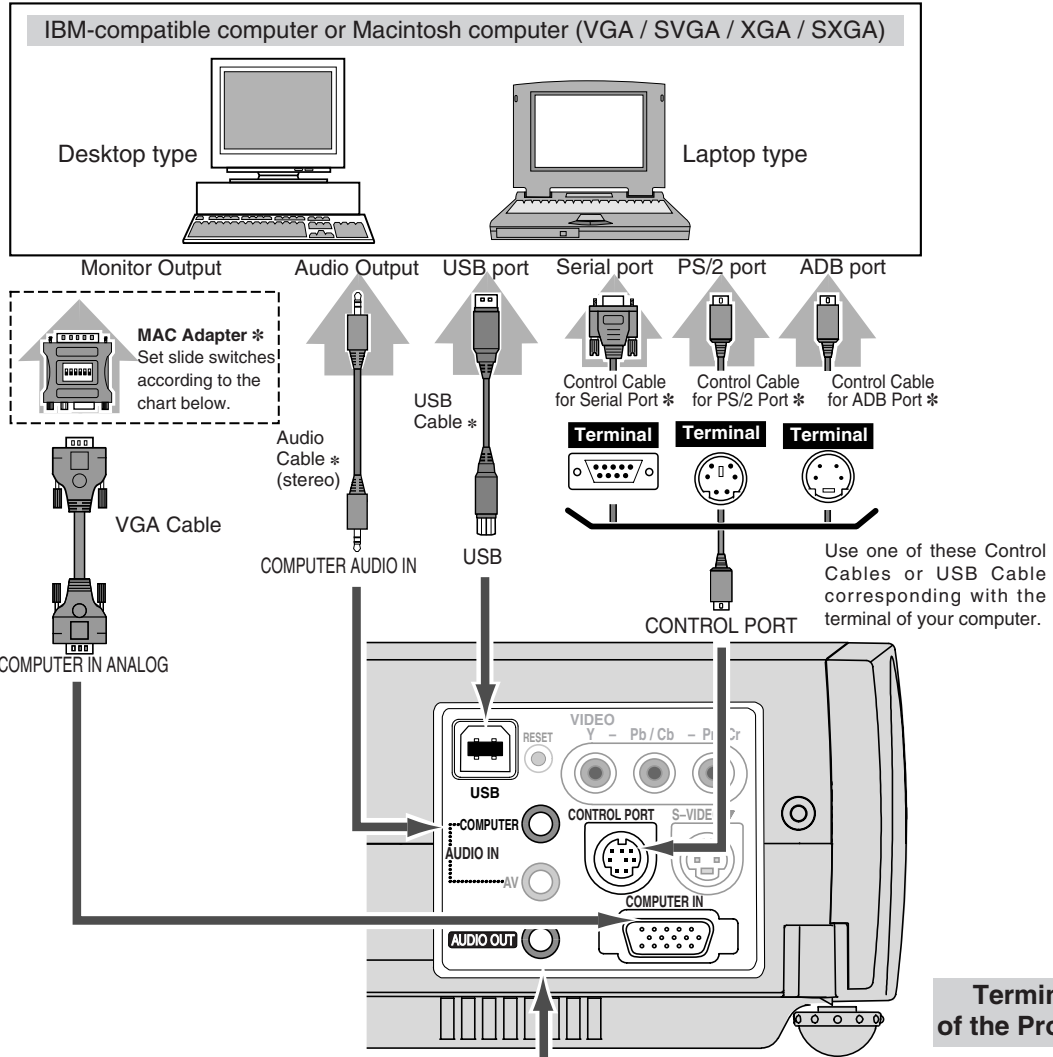 IBM-compatible computer or Macintosh computer (VGA / SVGA / XGA / SXGA)
Desktop type
Laptop type
Monitor Output
Audio Output
USB port
Serial port
PS/2 port
ADB port
MAC Adapter ✻
Set slide switches
according to the
chart below.
VGA Cable
COMPUTER IN ANALOG
Audio
Cable ✻
(stereo)
COMPUTER AUDIO IN
USB
Cable ✻
USB
Control Cable
for Serial Port ✻
Control Cable
for PS/2 Port ✻
Control Cable
for ADB Port ✻
Terminal
Terminal
Terminal
Use one of these Control
Cables or USB Cable
corresponding with the
terminal of your computer.
CONTROL PORT
USB
RESET
VIDEO
Y – Pb / Cb – Pr/Cr
COMPUTER
AUDIO IN
AV
CONTROL PORT
S–VIDEO
COMPUTER IN
AUDIO OUT
of the